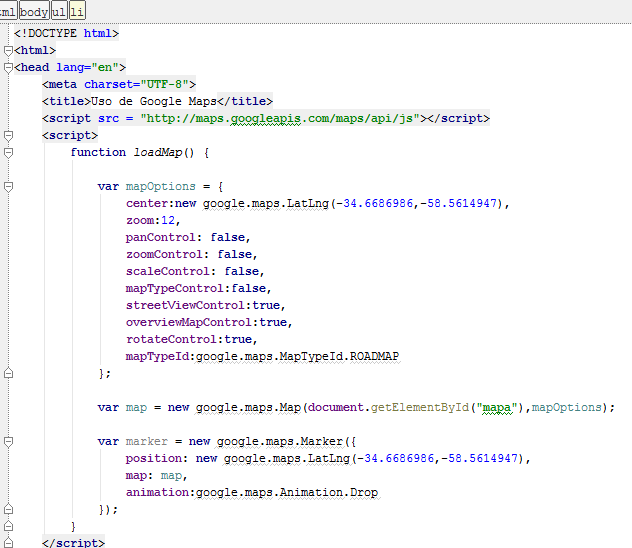 ml body ul li
<!DOCTYPE html>
<html>
<head lang="en">
    <meta charset="UTF-8">
    <title>Uso de Google Maps</title>
    <script src = "http://maps.googleapis.com/maps/api/js"></script>
    <script>
        function loadMap() {

            var mapOptions = {
                center:new google.maps.LatLng(-34.6686986,-58.5614947),
                zoom:12,
                panControl: false,
                zoomControl: false,
                scaleControl: false,
                mapTypeControl:false,
                streetViewControl:true,
                overviewMapControl:true,
                rotateControl:true,
                mapTypeId:google.maps.MapTypeId.ROADMAP
            };

            var map = new google.maps.Map(document.getElementById("mapa"),mapOptions);

            var marker = new google.maps.Marker({
                position: new google.maps.LatLng(-34.6686986,-58.5614947),
                map: map,
                animation:google.maps.Animation.Drop
            });
        }
    </script>